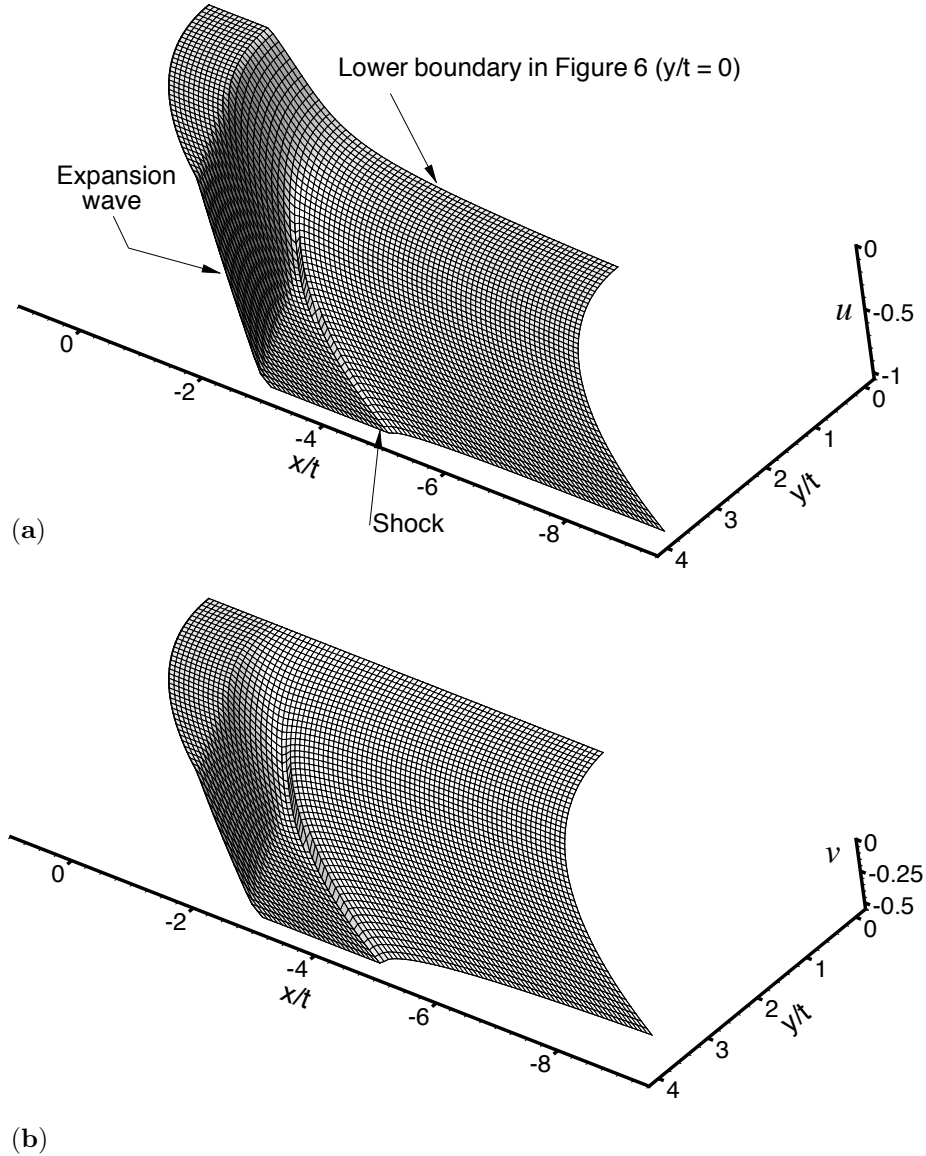 Lower boundary in Figure 6 (y/t = 0)
Expansion
wave
0
-2
-4
-6
-8
x/t
Shock
u
0
-0.5
-1
0
1
2
3
4
y/t
(a)
0
-2
-4
-6
-8
x/t
v
0
-0.25
-0.5
0
1
2
3
4
y/t
(b)